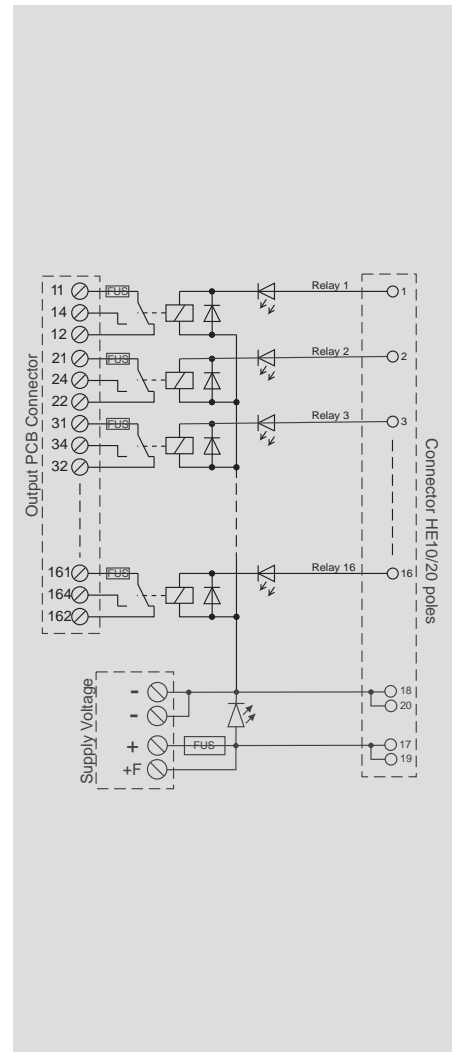 11
FUS
Relay 1
1
14
12
21
FUS
Relay 2
2
24
22
31
FUS
Relay 3
3
34
32
Output PCB Connector
Connector HE10/20 poles
161
FUS
Relay 16
16
164
162
Supply Voltage
-
18
-
20
+
FUS
17
+F
19